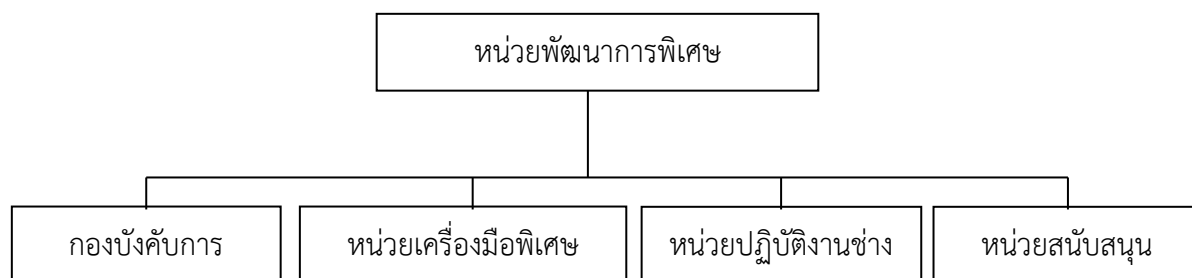 หน่วยพัฒนาการพิเศษ
กองบังคับการ
หน่วยเครื่องมือพิเศษ
หน่วยปฏิบัติงานช่าง
หน่วยสนับสนุน